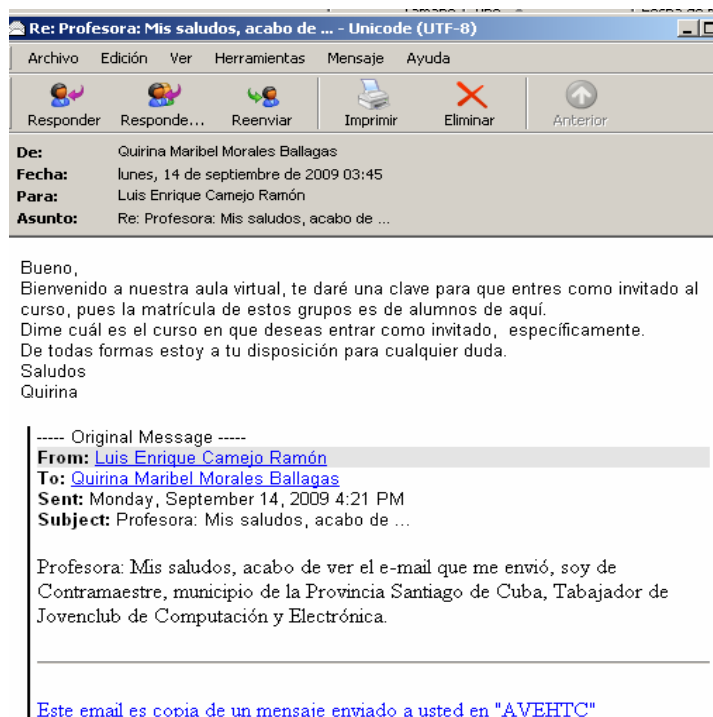 Re: Profesora: Mis saludos, acabo de ... - Unicode (UTF-8)
Archivo Edición Ver Herramientas Mensaje Ayuda
Responder Responde... Reenviar Imprimir Eliminar Anterior
De: Quirina Maribel Morales Ballagas
Fecha: lunes, 14 de septiembre de 2009 03:45
Para: Luis Enrique Camejo Ramón
Asunto: Re: Profesora: Mis saludos, acabo de ...
Bueno,
Bienvenido a nuestra aula virtual, te daré una clave para que entres como invitado al
curso, pues la matrícula de estos grupos es de alumnos de aquí.
Dime cuál es el curso en que deseas entrar como invitado, específicamente.
De todas formas estoy a tu disposición para cualquier duda.
Saludos
Quirina
----- Original Message -----
From: Luis Enrique Camejo Ramón
To: Quirina Maribel Morales Ballagas
Sent: Monday, September 14, 2009 4:21 PM
Subject: Profesora: Mis saludos, acabo de ...
Profesora: Mis saludos, acabo de ver el e-mail que me envió, soy de
Contramaestre, municipio de la Provincia Santiago de Cuba, Tabajador de
Jovenclub de Computación y Electrónica.
Este email es copia de un mensaje enviado a usted en "AVEHTC"